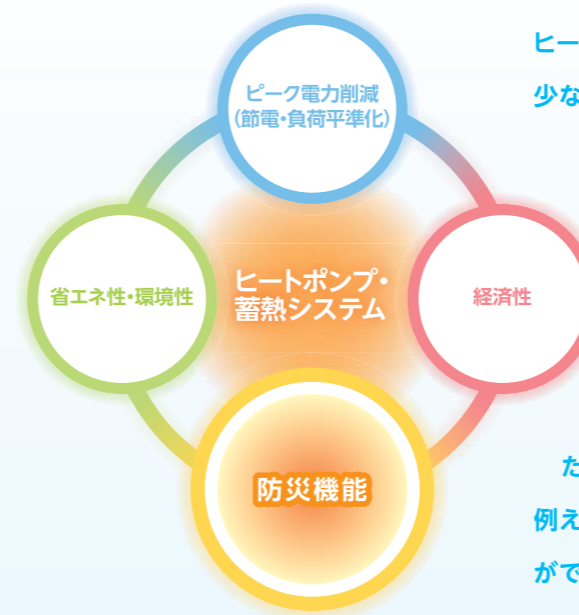 ピーク電力削減
(節電・負荷平準化)
省エネ性・環境性
ヒートポンプ・
蓄熱システム
経済性
防災機能
ヒー
少な
た
例え
がで